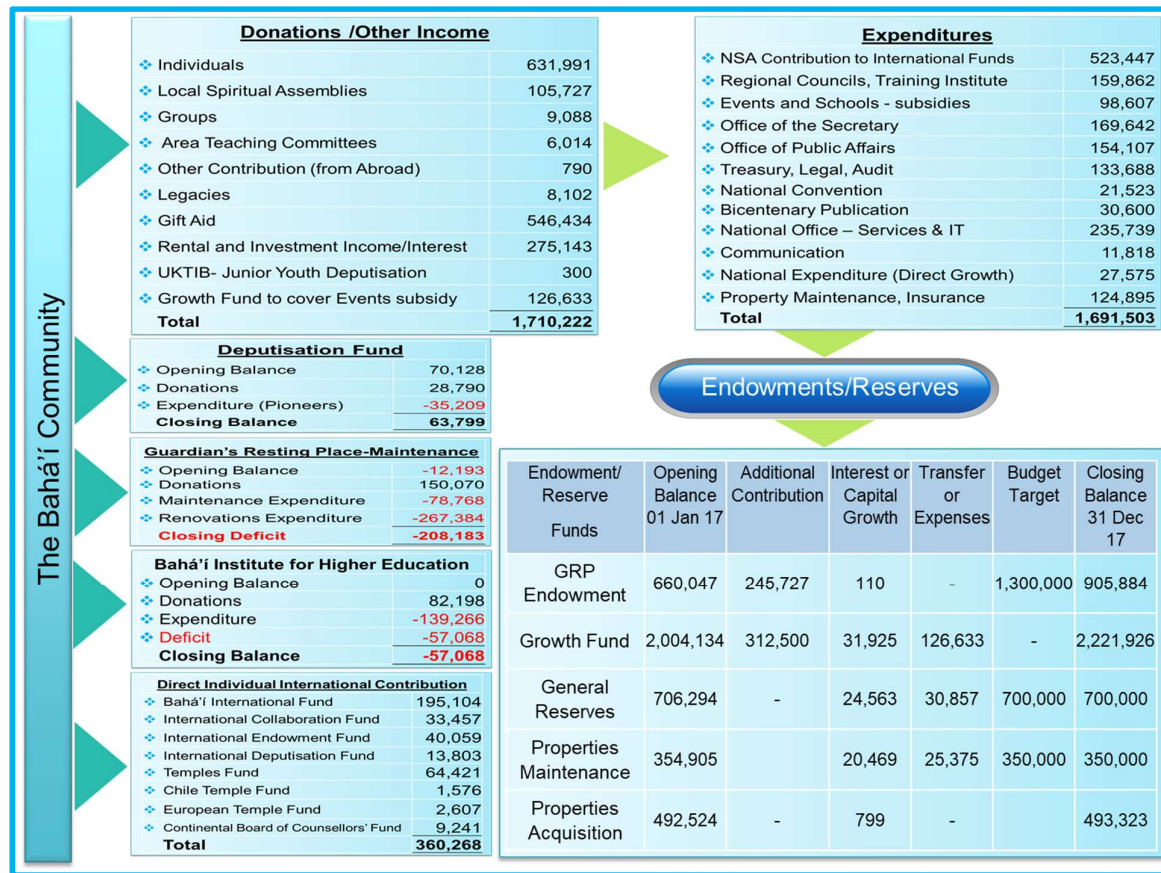 The Bahá'í Community
Donations /Other Income
❖ Individuals 631,991
❖ Local Spiritual Assemblies 105,727
❖ Groups 9,088
❖ Area Teaching Committees 6,014
❖ Other Contribution (from Abroad) 790
❖ Legacies 8,102
❖ Gift Aid 546,434
❖ Rental and Investment Income/Interest 275,143
❖ UKTIB- Junior Youth Deputisation 300
❖ Growth Fund to cover Events subsidy 126,633
Total 1,710,222
Expenditures
❖ NSA Contribution to International Funds 523,447
❖ Regional Councils, Training Institute 159,862
❖ Events and Schools - subsidies 98,607
❖ Office of the Secretary 169,642
❖ Office of Public Affairs 154,107
❖ Treasury, Legal, Audit 133,688
❖ National Convention 21,523
❖ Bicentenary Publication 30,600
❖ National Office – Services & IT 235,739
❖ Communication 11,818
❖ National Expenditure (Direct Growth) 27,575
❖ Property Maintenance, Insurance 124,895
Total 1,691,503
Deputisation Fund
❖ Opening Balance 70,128
❖ Donations 28,790
❖ Expenditure (Pioneers) -35,209
Closing Balance 63,799
Guardian's Resting Place-Maintenance
❖ Opening Balance -12,193
❖ Donations 150,070
❖ Maintenance Expenditure -78,768
❖ Renovations Expenditure -267,384
Closing Deficit -208,183
Bahá'í Institute for Higher Education
❖ Opening Balance 0
❖ Donations 82,198
❖ Expenditure -139,266
❖ Deficit -57,068
Closing Balance -57,068
Direct Individual International Contribution
❖ Bahá'í International Fund 195,104
❖ International Collaboration Fund 33,457
❖ International Endowment Fund 40,059
❖ International Deputisation Fund 13,803
❖ Temples Fund 64,421
❖ Chile Temple Fund 1,576
❖ European Temple Fund 2,607
❖ Continental Board of Counsellors' Fund 9,241
Total 360,268
Endowments/Reserves
Endowment/ Opening Additional Interest or Transfer Budget Closing
Reserve Balance Contribution Capital or Target Balance
Funds 01 Jan 17 Growth Expenses 31 Dec
17
GRP
Endowment 660,047 245,727 110 - 1,300,000 905,884
Growth Fund 2,004,134 312,500 31,925 126,633 - 2,221,926
General
Reserves 706,294 - 24,563 30,857 700,000 700,000
Properties
Maintenance 354,905 20,469 25,375 350,000 350,000
Properties
Acquisition 492,524 - 799 - 493,323